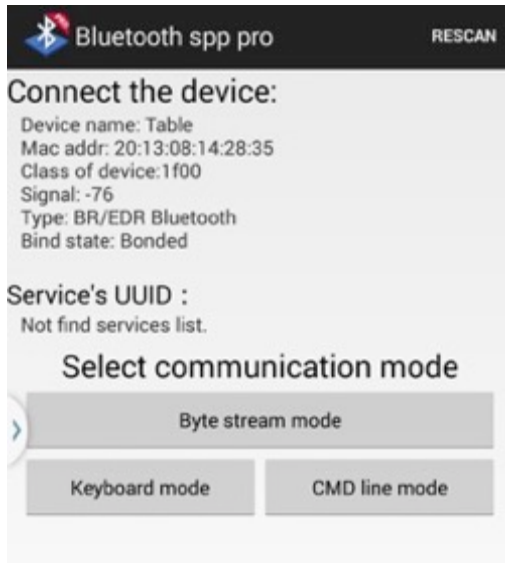 Bluetooth spp pro RESCAN
Connect the device:
Device name: Table
Mac addr: 20:13:08:14:28:35
Class of device:1f00
Signal: -76
Type: BR/EDR Bluetooth
Bind state: Bonded
Service's UUID :
Not find services list.
Select communication mode
Byte stream mode
Keyboard mode CMD line mode